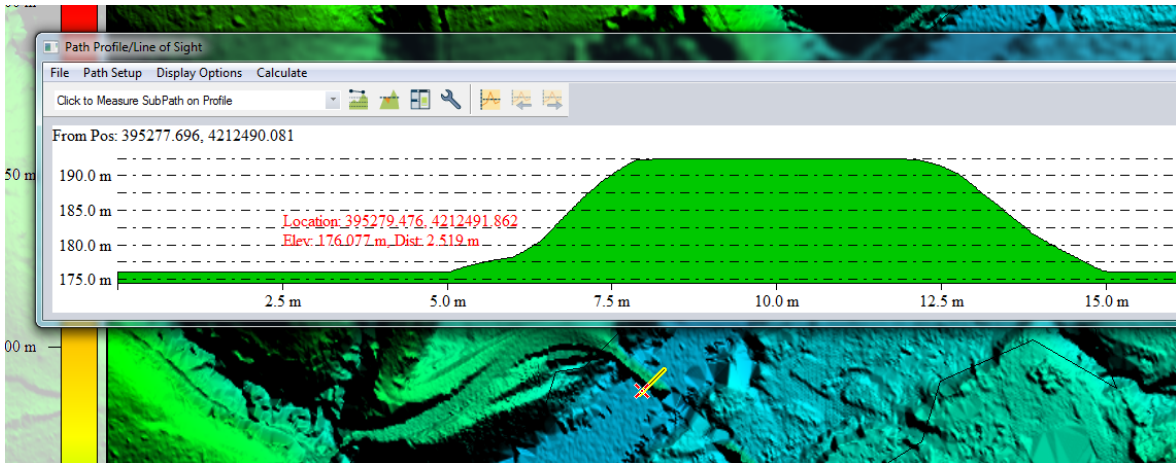 Path Profile/Line of Sight
File Path Setup Display Options Calculate
Click to Measure SubPath on Profile
From Pos: 395277.696, 4212490.081
50 m
190.0 m
185.0 m
Location: 395279.476, 4212491.862
Elev: 176.077 m, Dist: 2.519 m
180.0 m
175.0 m
2.5 m 5.0 m 7.5 m 10.0 m 12.5 m 15.0 m
00 m